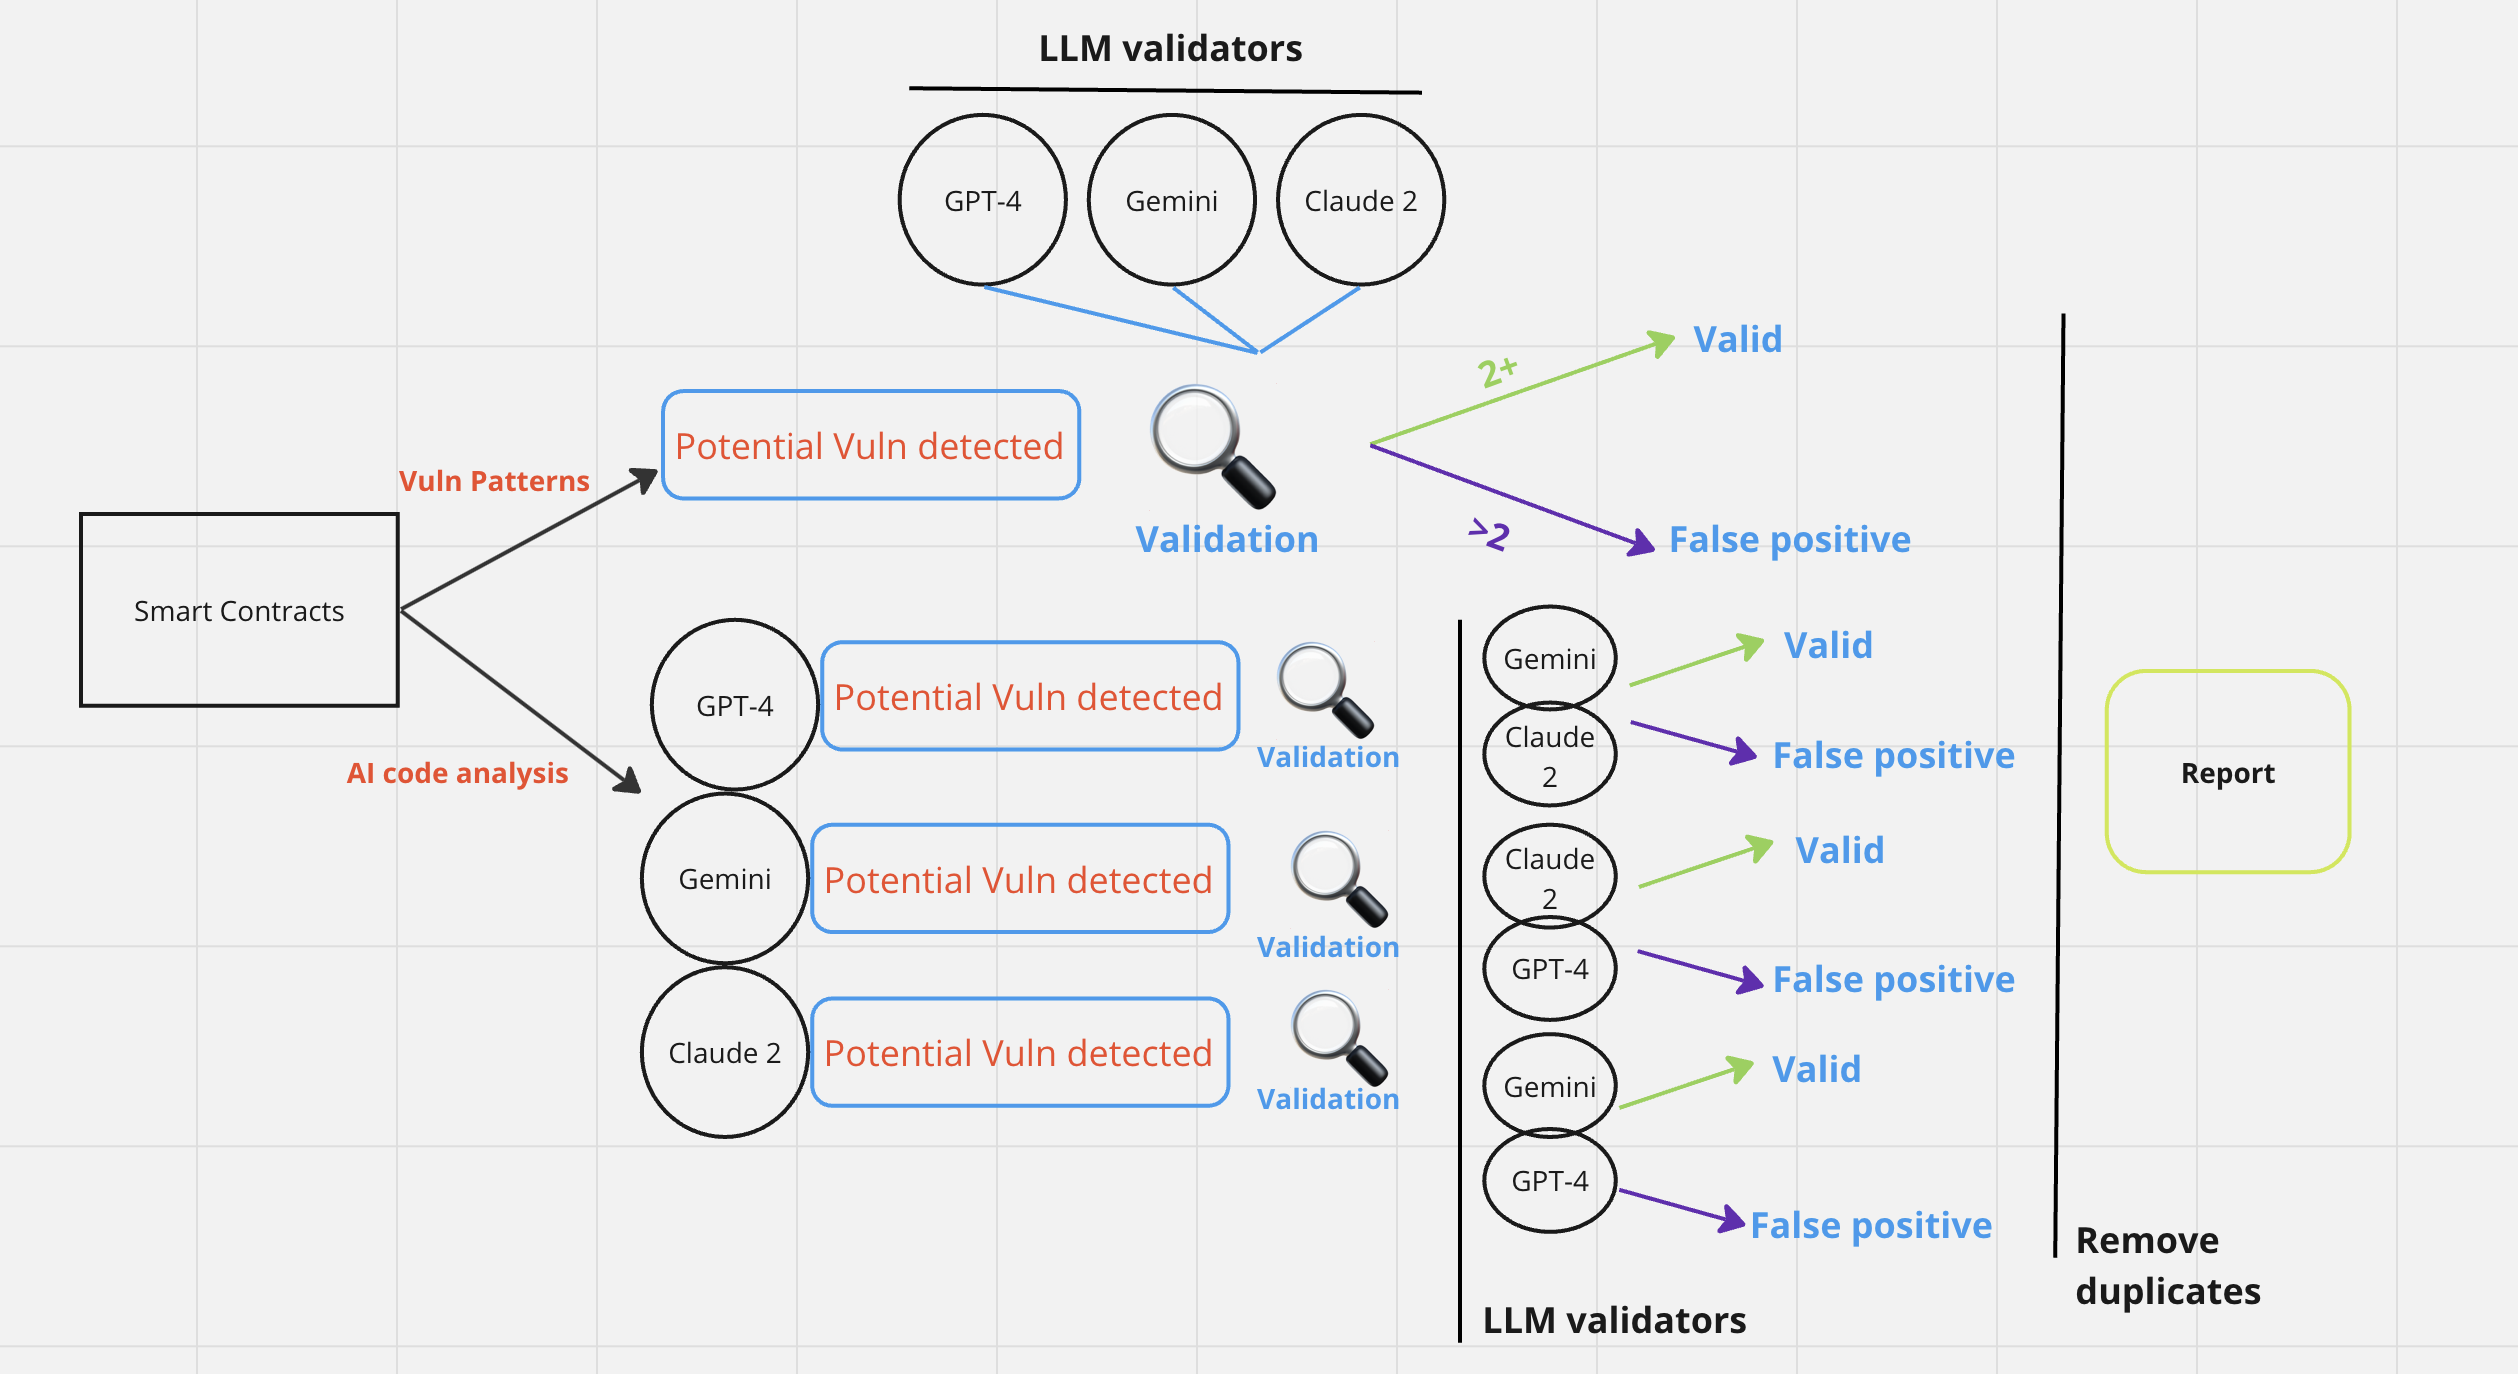 LLM validators
GPT-4
Gemini
Claude 2
Valid
2+
Potential Vuln detected
Vuln Patterns
Validation
>2
False positive
Smart Contracts
AI code analysis
GPT-4
Potential Vuln detected
Validation
Gemini
Claude
2
Valid
False positive
Gemini
Potential Vuln detected
Validation
Claude
2
GPT-4
Valid
False positive
Claude 2
Potential Vuln detected
Validation
Gemini
GPT-4
Valid
False positive
LLM validators
Report
Remove
duplicates